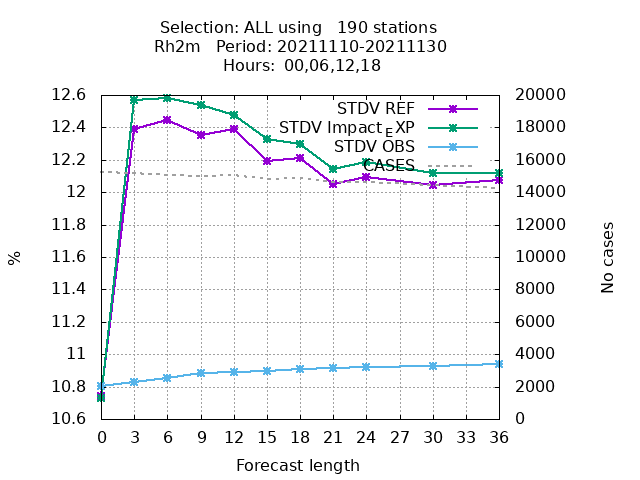 Selection: ALL using   190 stations
Rh2m   Period: 20211110-20211130
Hours:  00,06,12,18
12.6
12.4
12.2
12
11.8
11.6
11.4
11.2
11
10.8
10.6
%
STDV REF
STDV Impact_EXP
STDV OBS
CASES
20000
18000
16000
14000
12000
10000
8000
6000
4000
2000
0
No cases
0 3 6 9 12 15 18 21 24 27 30 33 36
Forecast length